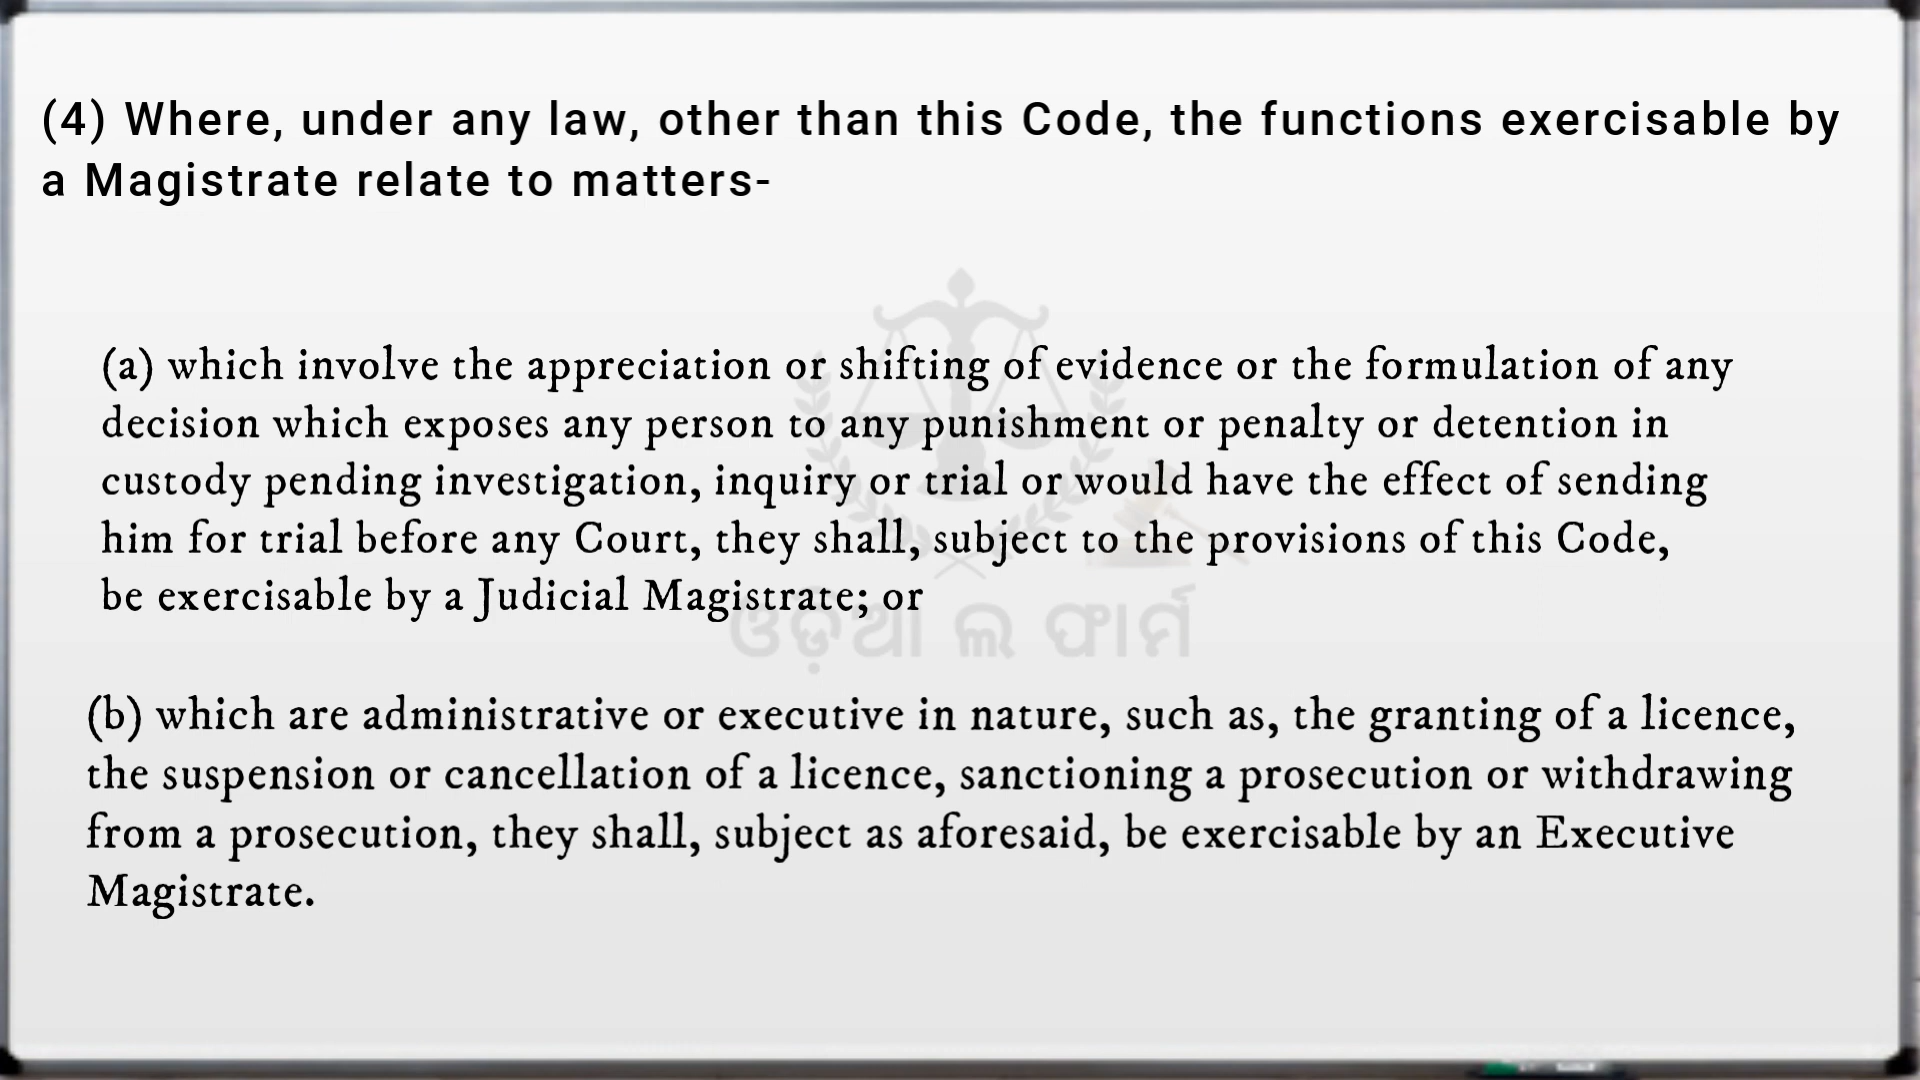 (4) Where, under any law, other than this Code, the functions exercisable by
a Magistrate relate to matters-
(a) which involve the appreciation or shifting of evidence or the formulation of any
decision which exposes any person to any punishment or penalty or detention in
custody pending investigation, inquiry or trial or would have the effect of sending
him for trial before any Court, they shall, subject to the provisions of this Code,
be exercisable by a Judicial Magistrate; or
ଓଡ଼ିଆ ଲ ଫାର୍ମ
(b) which are administrative or executive in nature, such as, the granting of a licence,
the suspension or cancellation of a licence, sanctioning a prosecution or withdrawing
from a prosecution, they shall, subject as aforesaid, be exercisable by an Executive
Magistrate.